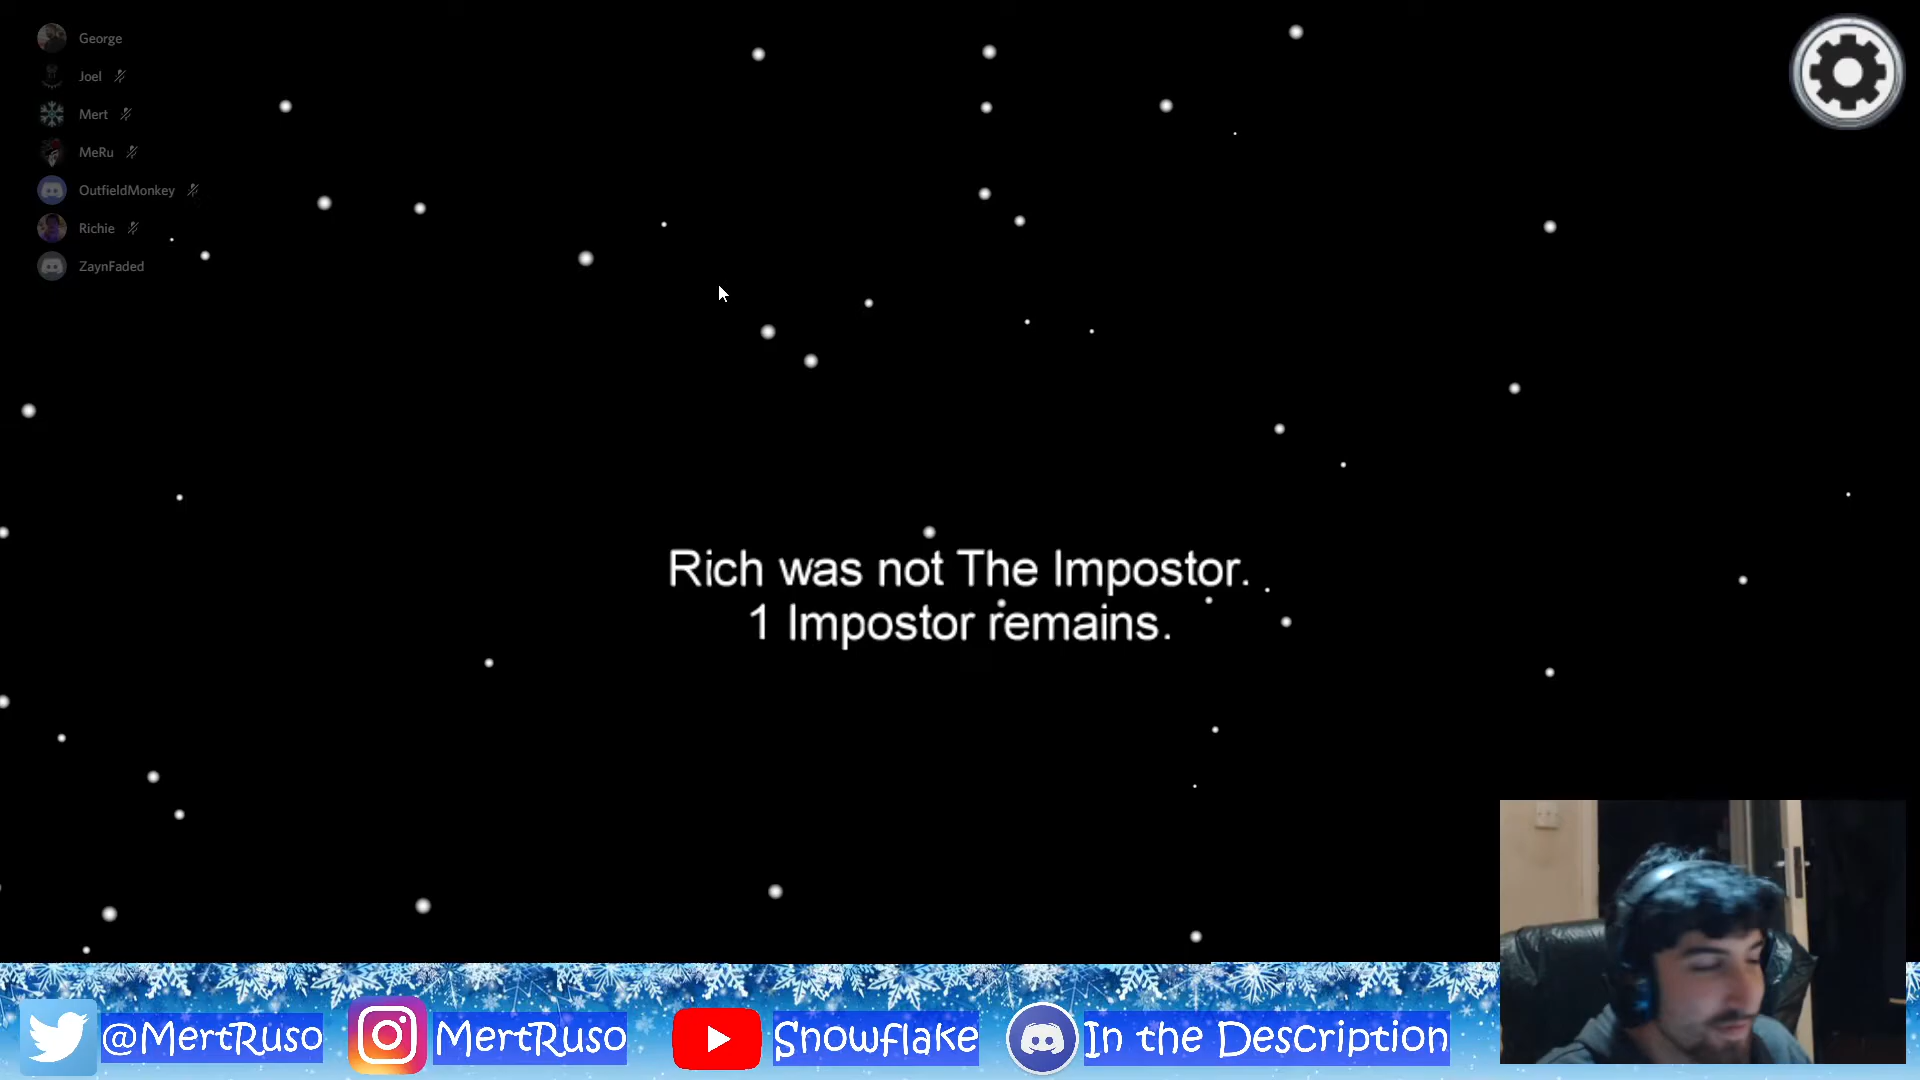 George
Joel
Mert
MeRu
OutfieldMonkey
Richie
ZaynFaded
Rich was not The Impostor.
1 Impostor remains.
@MertRuso
MertRuso
Snowflake
In the Description